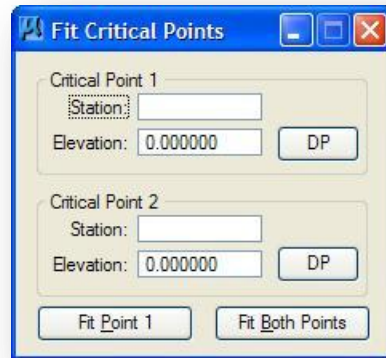 Fit Critical Points
Critical Point 1
Station:
Elevation: 0.000000 DP
Critical Point 2
Station:
Elevation: 0.000000 DP
Fit Point 1 Fit Both Points